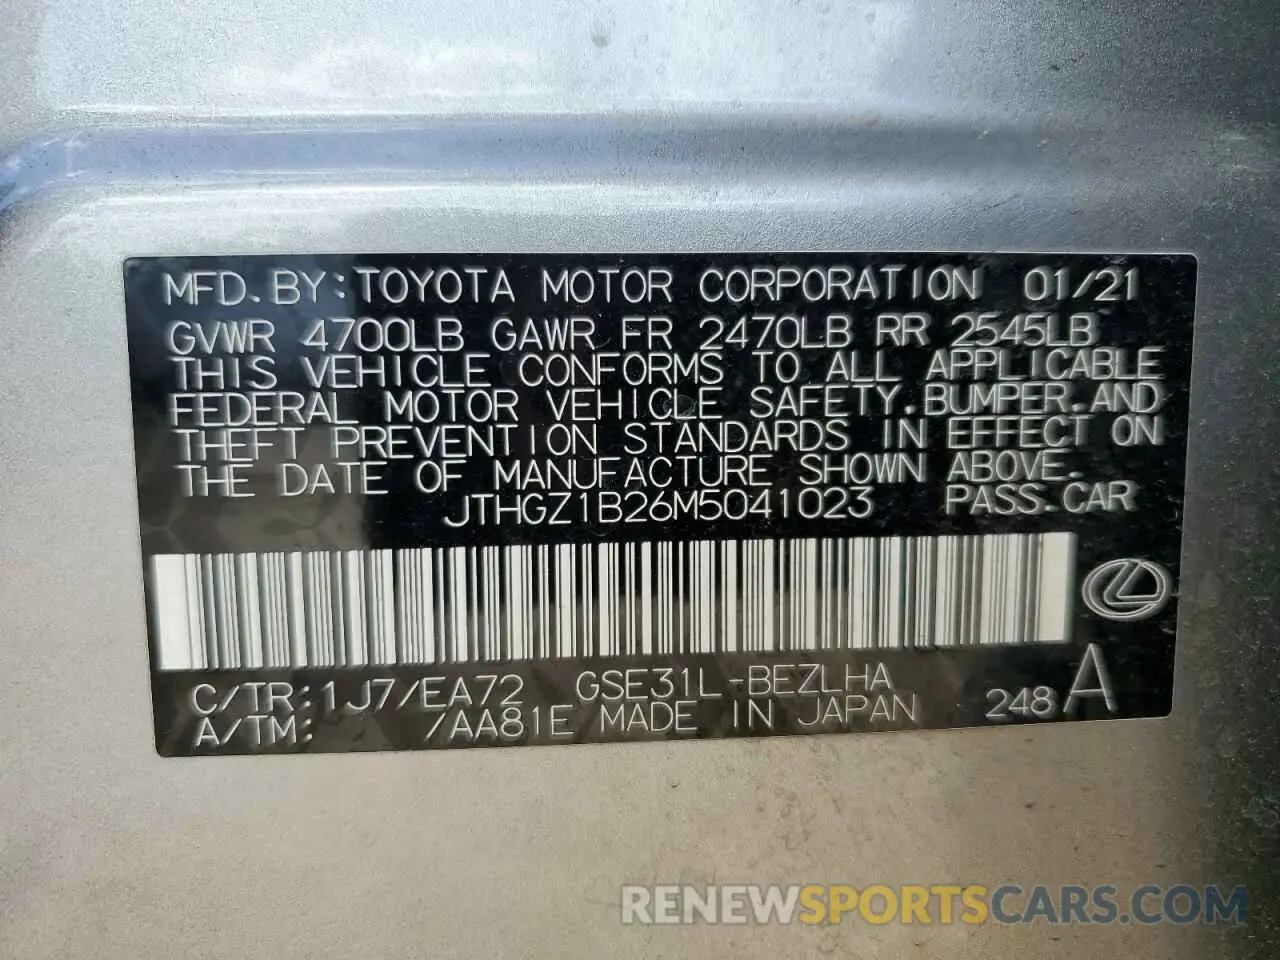 MFD. BY: TOYOTA MOTOR CORPORATION 01/21
GVWR 4700LB GAWR FR 2470LB RR 2545LB
THIS VEHICLE CONFORMS TO ALL APPLICABLE
FEDERAL MOTOR VEHICLE SAFETY, BUMPER, AND
THEFT PREVENTION STANDARDS IN EFFECT ON
THE DATE OF MANUFACTURE SHOWN ABOVE.
JTHGZ1B26M5041023 PASS. CAR
C/TR: 1J7/EA72 GSE31L-BEZLHA
A/TM: /AA81E MADE IN JAPAN 248 A
RENEWSPORTSCARS.COM